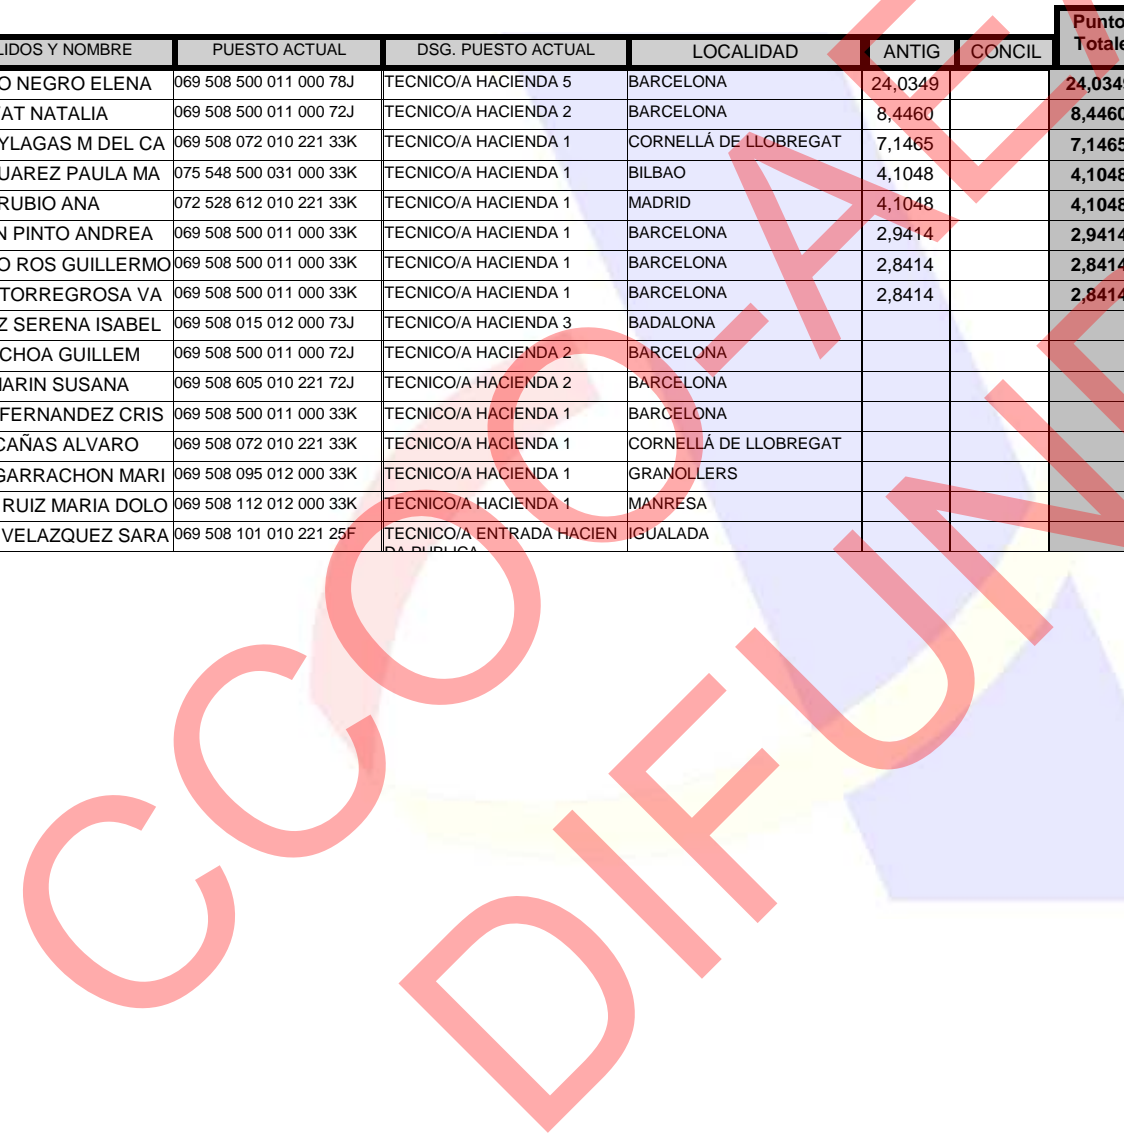 Punto
LIDOS Y NOMBRE PUESTO ACTUAL DSG. PUESTO ACTUAL LOCALIDAD ANTIG CONCIL Totale
O NEGRO ELENA 069 508 500 011 000 78J TECNICO/A HACIENDA 5 BARCELONA 24,0349 24,0349
AT NATALIA 069 508 500 011 000 72J TECNICO/A HACIENDA 2 BARCELONA 8,4460 8,4460
YLAGAS M DEL CA 069 508 072 010 221 33K TECNICO/A HACIENDA 1 CORNELLÁ DE LLOBREGAT 7,1465 7,1465
UAREZ PAULA MA 075 548 500 031 000 33K TECNICO/A HACIENDA 1 BILBAO 4,1048 4,1048
RUBIO ANA 072 528 612 010 221 33K TECNICO/A HACIENDA 1 MADRID 4,1048 4,1048
N PINTO ANDREA 069 508 500 011 000 33K TECNICO/A HACIENDA 1 BARCELONA 2,9414 2,9414
O ROS GUILLERMO 069 508 500 011 000 33K TECNICO/A HACIENDA 1 BARCELONA 2,8414 2,8414
TORREGROSA VA 069 508 500 011 000 33K TECNICO/A HACIENDA 1 BARCELONA 2,8414 2,8414
Z SERENA ISABEL 069 508 015 012 000 73J TECNICO/A HACIENDA 3 BADALONA
CHOA GUILLEM 069 508 500 011 000 72J TECNICO/A HACIENDA 2 BARCELONA
MARIN SUSANA 069 508 605 010 221 72J TECNICO/A HACIENDA 2 BARCELONA
FERNANDEZ CRIS 069 508 500 011 000 33K TECNICO/A HACIENDA 1 BARCELONA
CAÑAS ALVARO 069 508 072 010 221 33K TECNICO/A HACIENDA 1 CORNELLÁ DE LLOBREGAT
GARRACHON MARI 069 508 095 012 000 33K TECNICO/A HACIENDA 1 GRANOLLERS
RUIZ MARIA DOLO 069 508 112 012 000 33K TECNICO/A HACIENDA 1 MANRESA
VELAZQUEZ SARA 069 508 101 010 221 25F TECNICO/A ENTRADA HACIEN IGUALADA
DA PUBLICA
CCOO-AE
DIFUN